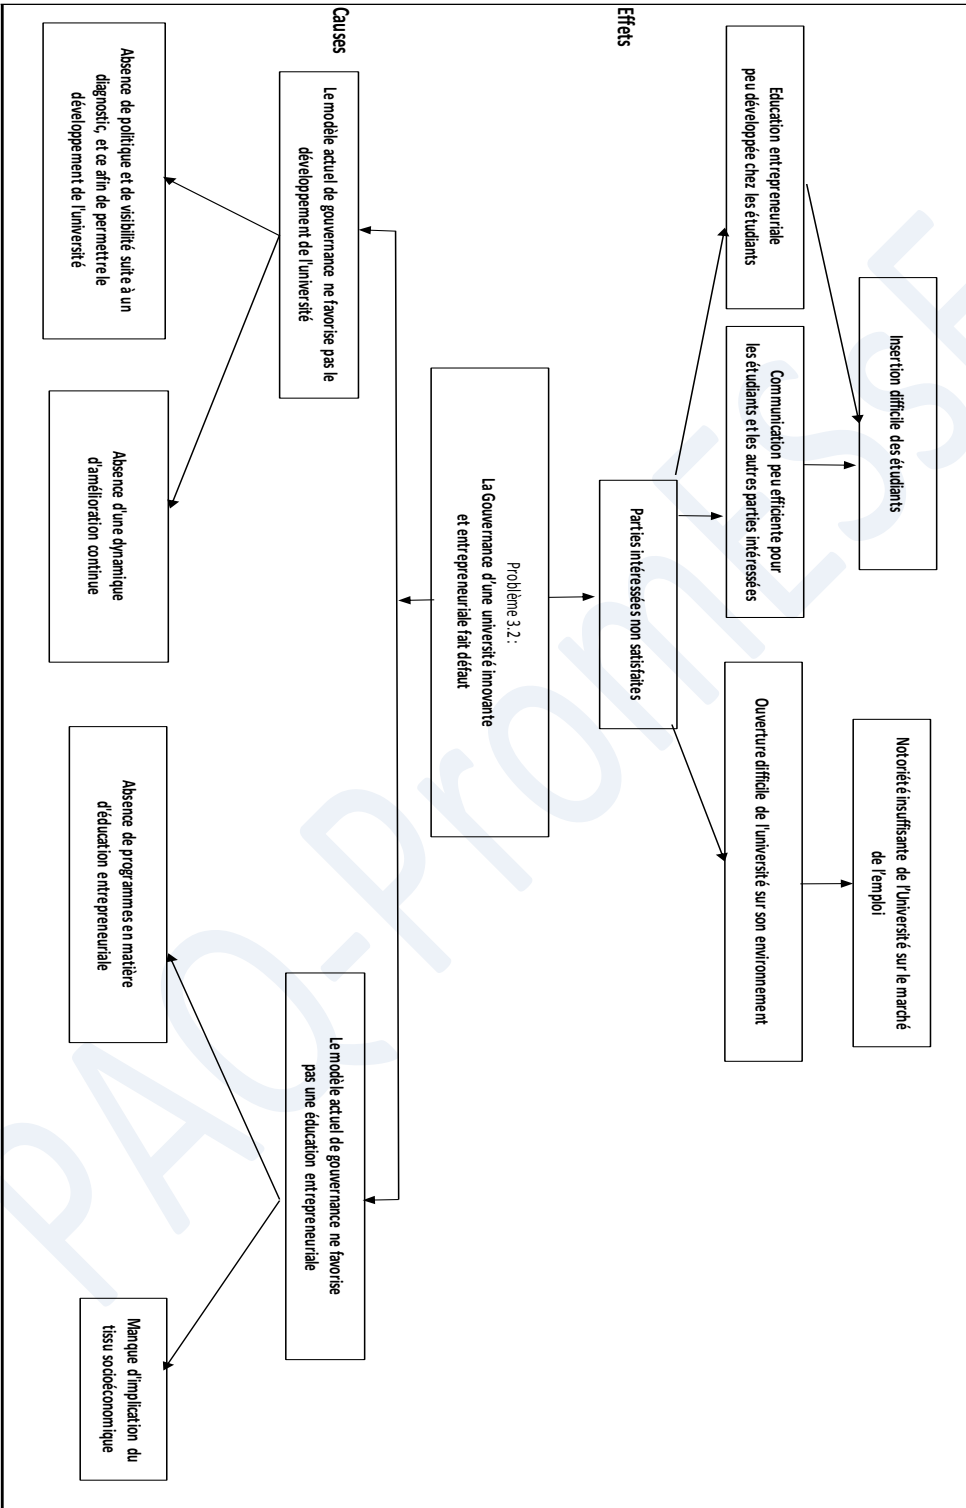 Insertion difficile des étudiants
Notoriété insuffisante de l'Université sur le marché
de l'emploi
Education entrepreneuriale
peu développée chez les étudiants
Communication peu efficiente pour
les étudiants et les autres parties intéressées
Ouverture difficile de l'université sur son environnement
Effets
Parties intéressées non satisfaites
Problème 3.2 :
La Gouvernance d'une université innovante
et entrepreneuriale fait défaut
Causes
Le modèle actuel de gouvernance ne favorise pas le
développement de l'université
Le modèle actuel de gouvernance ne favorise
pas une éducation entrepreneuriale
Absence de politique et de visibilité suite à un
diagnostic, et ce afin de permettre le
développement de l'université
Absence d'une dynamique
d'amélioration continue
Absence de programmes en matière
d'éducation entrepreneuriale
Manque d'implication du
tissu socioéconomique
PAQ-PromESSE